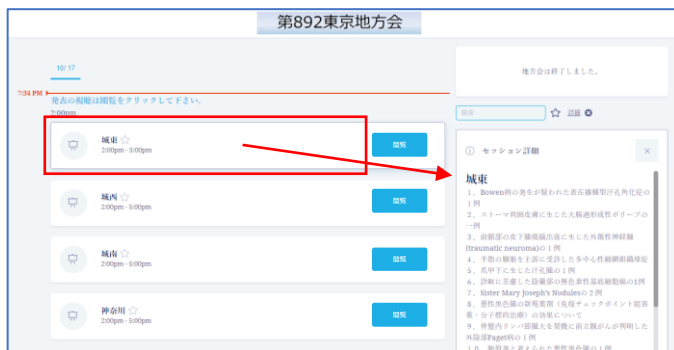 第892東京地方会
10/ 17
7:34 PM
発表の視聴は閲覧をクリックして下さい。
2:00pm
城東
2:00pm - 5:00pm
閲覧
城西
2:00pm - 5:00pm
閲覧
城南
2:00pm - 5:00pm
閲覧
神奈川
2:00pm - 5:00pm
閲覧
地方会は終了しました。
検索
詳細
セッション詳細
城東
1、Bowen病の発生が疑われた表在播種型汗孔角化症の
1例
2、ストーマ周囲皮膚に生じた大腸過形成性ポリープの
一例
3、前額部の皮下腫瘍摘出後に生じた外傷性神経腫
(traumatic neuroma)の1例
4、手指の腫脹を主訴に受診した多中心性細網組織球症
5、爪甲下に生じた汗孔腫の1例
6、診断に苦慮した陰嚢部の無色素性基底細胞癌の1例
7、Sister Mary Joseph's Nodulesの2例
8、悪性黒色腫の新規薬剤（免疫チェックポイント阻害
薬・分子標的治療）の効果について
9、骨盤内リンパ節腫大を契機に前立腺がんが判明した
外陰部Paget病の1例